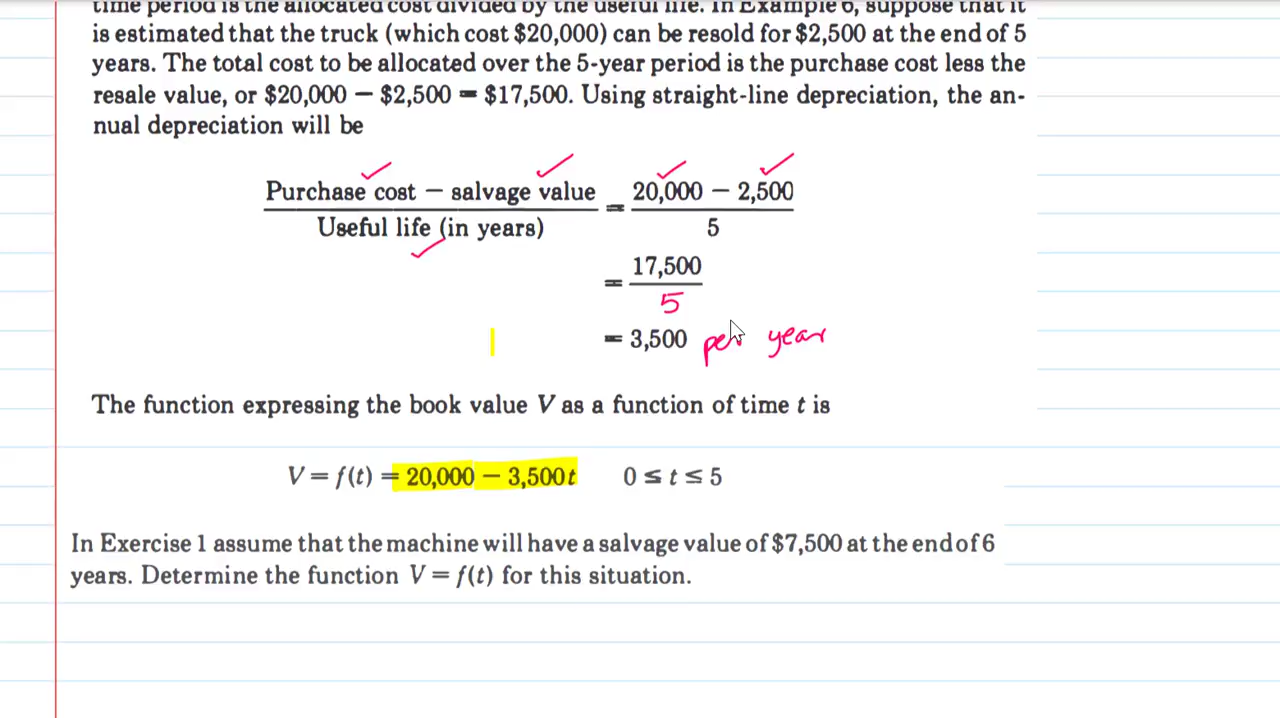 time period is the allocated cost divided by the useful life. In Example 6, suppose that it
is estimated that the truck (which cost $20,000) can be resold for $2,500 at the end of 5
years. The total cost to be allocated over the 5-year period is the purchase cost less the
resale value, or $20,000 − $2,500 = $17,500. Using straight-line depreciation, the an-
nual depreciation will be
Purchase cost − salvage value = 20,000 − 2,500
Useful life (in years) 5
= 17,500
5
= 3,500 per year
The function expressing the book value V as a function of time t is
V = f(t) = 20,000 − 3,500t 0 ≤ t ≤ 5
In Exercise 1 assume that the machine will have a salvage value of $7,500 at the end of 6
years. Determine the function V = f(t) for this situation.